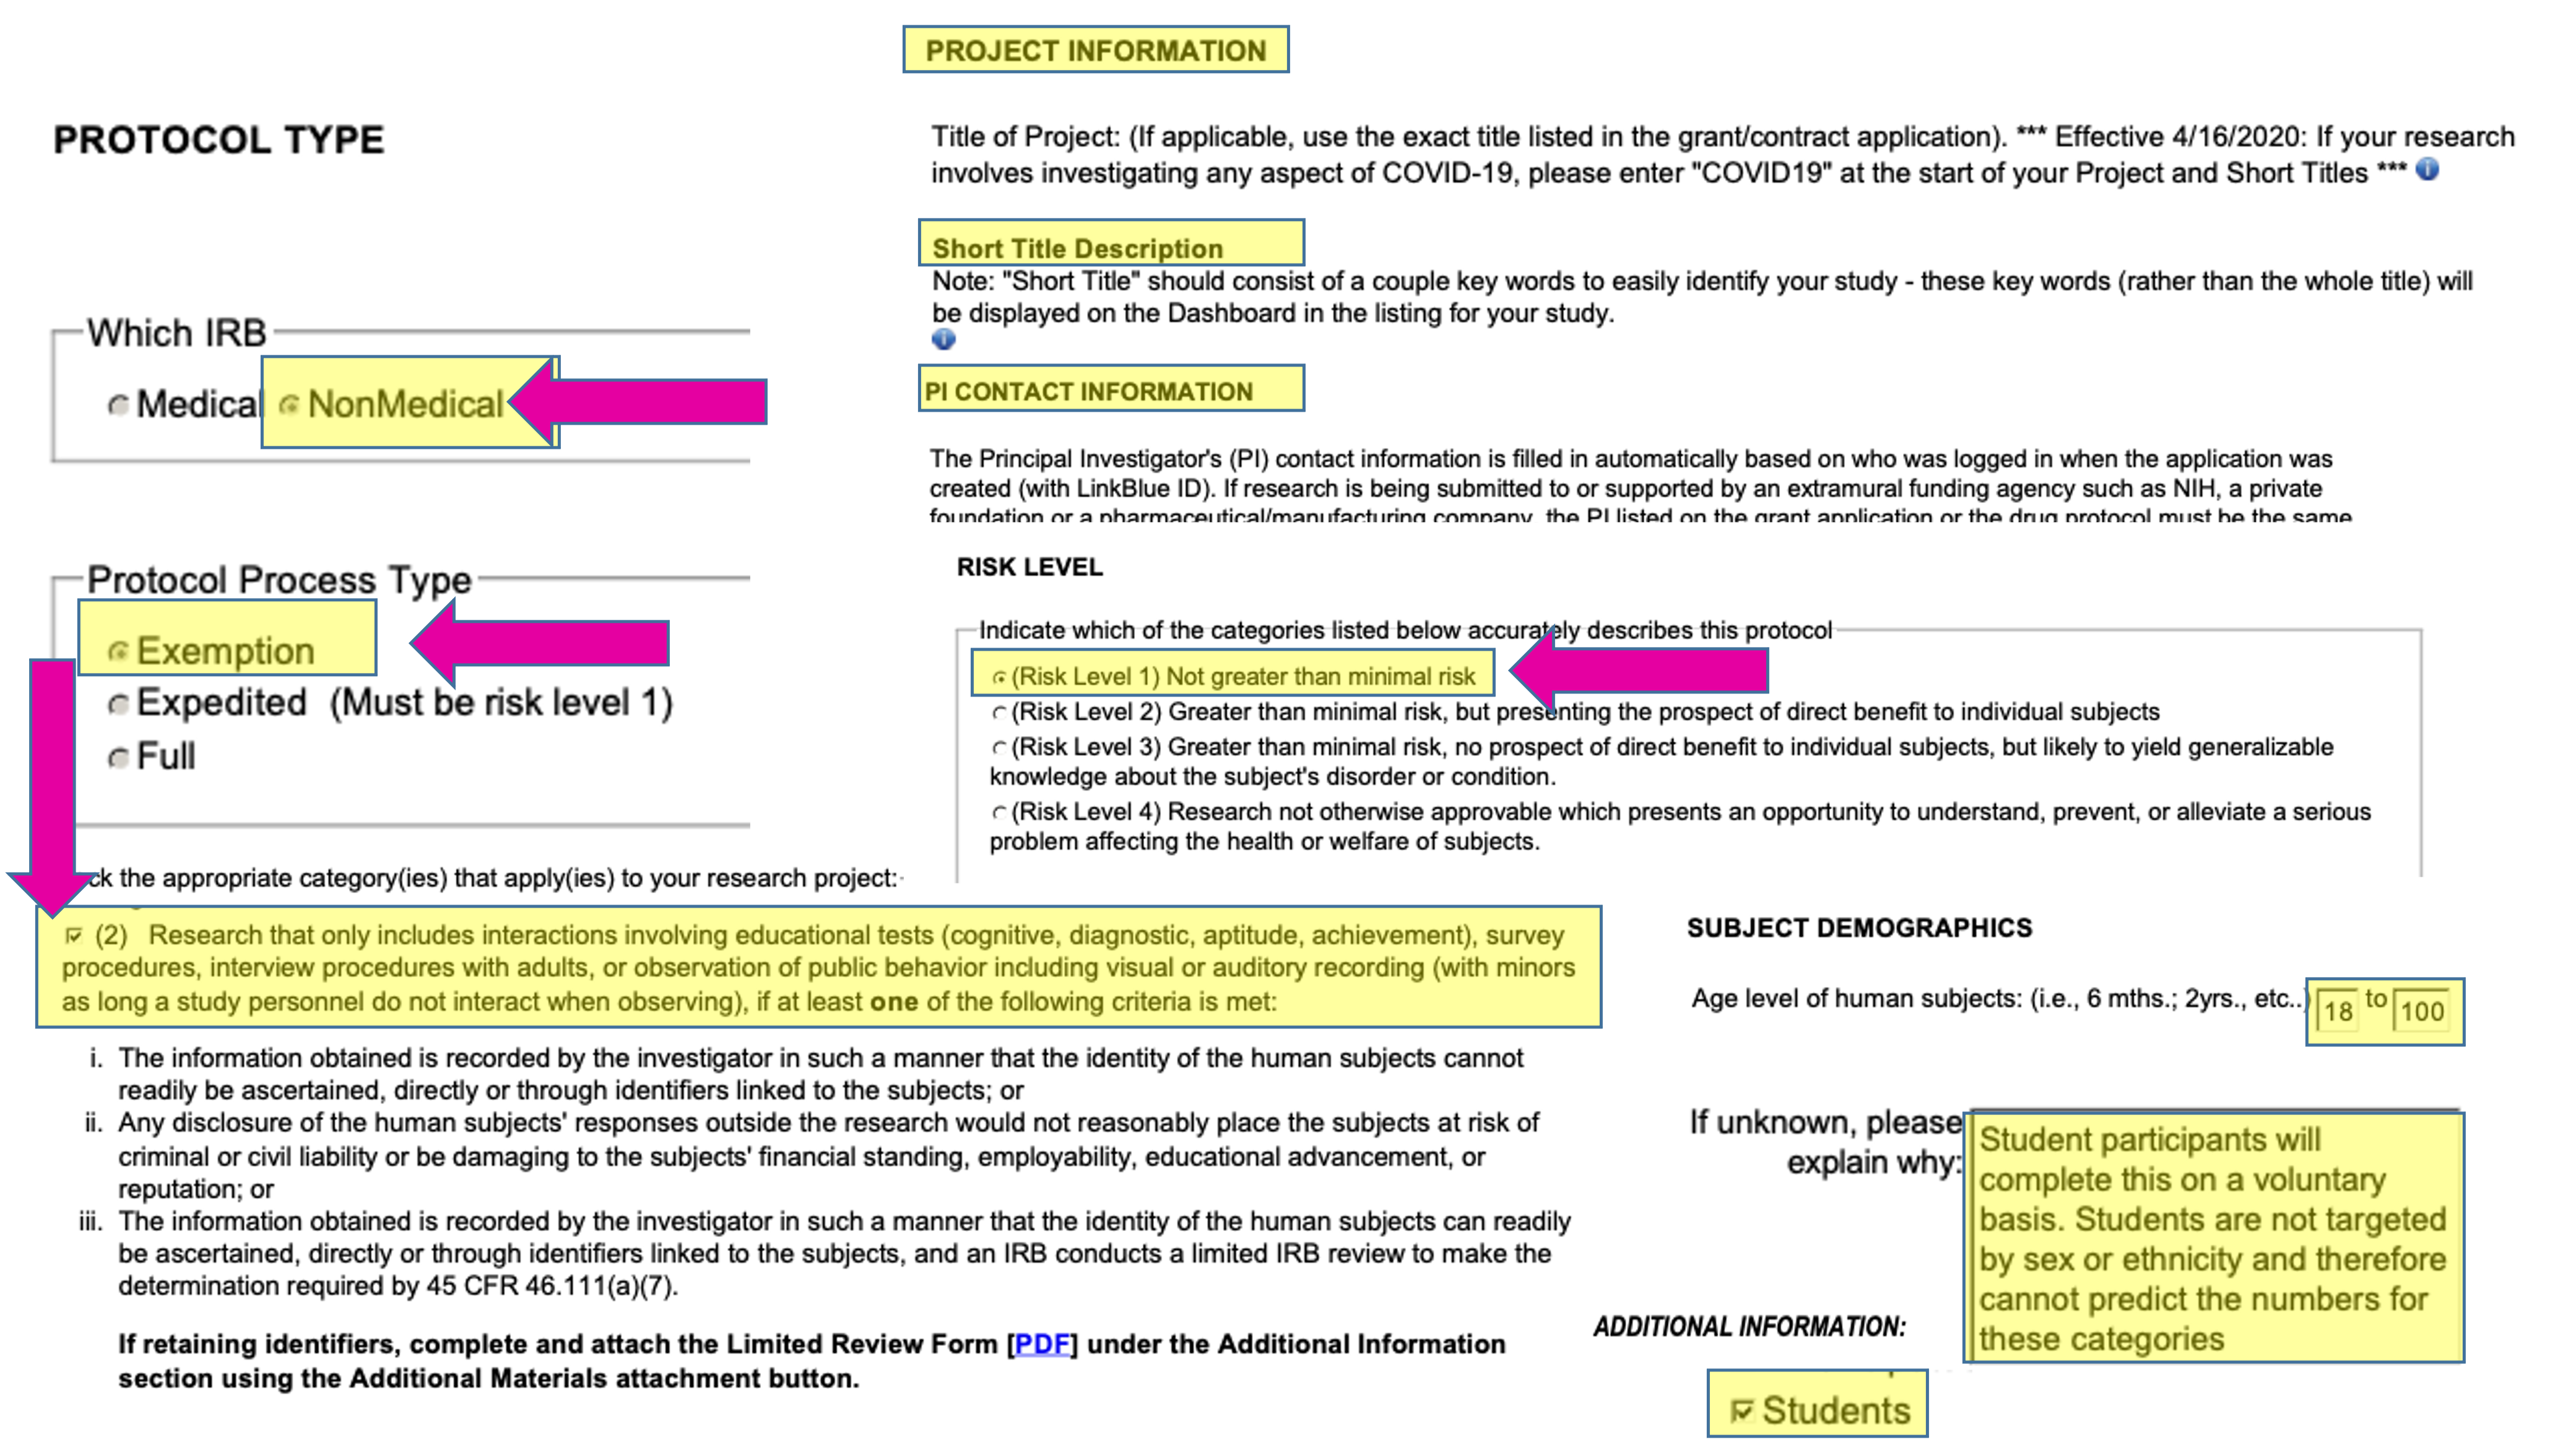 PROJECT INFORMATION
PROTOCOL TYPE
Title of Project: (If applicable, use the exact title listed in the grant/contract application). *** Effective 4/16/2020: If your research
involves investigating any aspect of COVID-19, please enter "COVID19" at the start of your Project and Short Titles ***
Short Title Description
Note: "Short Title" should consist of a couple key words to easily identify your study - these key words (rather than the whole title) will
be displayed on the Dashboard in the listing for your study.
Which IRB
Medical NonMedical
PI CONTACT INFORMATION
The Principal Investigator's (PI) contact information is filled in automatically based on who was logged in when the application was
created (with LinkBlue ID). If research is being submitted to or supported by an extramural funding agency such as NIH, a private
foundation or a pharmaceutical/manufacturing company, the PI listed on the grant application or the drug protocol must be the same
Protocol Process Type
Exemption
Expedited (Must be risk level 1)
Full
RISK LEVEL
Indicate which of the categories listed below accurately describes this protocol
(Risk Level 1) Not greater than minimal risk
(Risk Level 2) Greater than minimal risk, but presenting the prospect of direct benefit to individual subjects
(Risk Level 3) Greater than minimal risk, no prospect of direct benefit to individual subjects, but likely to yield generalizable
knowledge about the subject's disorder or condition.
(Risk Level 4) Research not otherwise approvable which presents an opportunity to understand, prevent, or alleviate a serious
problem affecting the health or welfare of subjects.
ck the appropriate category(ies) that apply(ies) to your research project:
(2) Research that only includes interactions involving educational tests (cognitive, diagnostic, aptitude, achievement), survey
procedures, interview procedures with adults, or observation of public behavior including visual or auditory recording (with minors
as long a study personnel do not interact when observing), if at least one of the following criteria is met:
i. The information obtained is recorded by the investigator in such a manner that the identity of the human subjects cannot
readily be ascertained, directly or through identifiers linked to the subjects; or
ii. Any disclosure of the human subjects' responses outside the research would not reasonably place the subjects at risk of
criminal or civil liability or be damaging to the subjects' financial standing, employability, educational advancement, or
reputation; or
iii. The information obtained is recorded by the investigator in such a manner that the identity of the human subjects can readily
be ascertained, directly or through identifiers linked to the subjects, and an IRB conducts a limited IRB review to make the
determination required by 45 CFR 46.111(a)(7).
If retaining identifiers, complete and attach the Limited Review Form [PDF] under the Additional Information
section using the Additional Materials attachment button.
SUBJECT DEMOGRAPHICS
Age level of human subjects: (i.e., 6 mths.; 2yrs., etc..) 18 to 100
If unknown, please
explain why:
Student participants will
complete this on a voluntary
basis. Students are not targeted
by sex or ethnicity and therefore
cannot predict the numbers for
these categories
ADDITIONAL INFORMATION:
Students